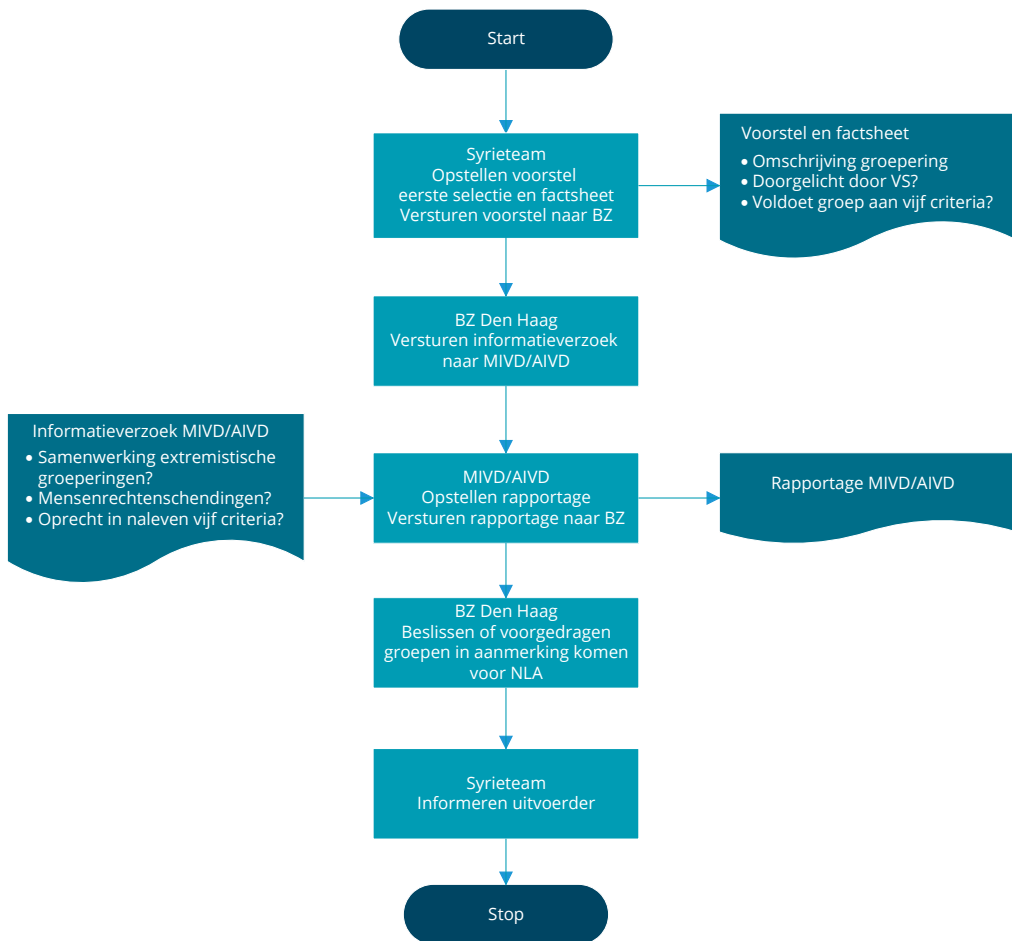 Start
Syrieteam
Opstellen voorstel
eerste selectie en factsheet
Versturen voorstel naar BZ
Voorstel en factsheet
• Omschrijving groepering
• Doorgelicht door VS?
• Voldoet groep aan vijf criteria?
BZ Den Haag
Versturen informatieverzoek
naar MIVD/AIVD
Informatieverzoek MIVD/AIVD
• Samenwerking extremistische
groeperingen?
• Mensenrechtenschendingen?
• Oprecht in naleven vijf criteria?
MIVD/AIVD
Opstellen rapportage
Versturen rapportage naar BZ
Rapportage MIVD/AIVD
BZ Den Haag
Beslissen of voorgedragen
groepen in aanmerking komen
voor NLA
Syrieteam
Informeren uitvoerder
Stop